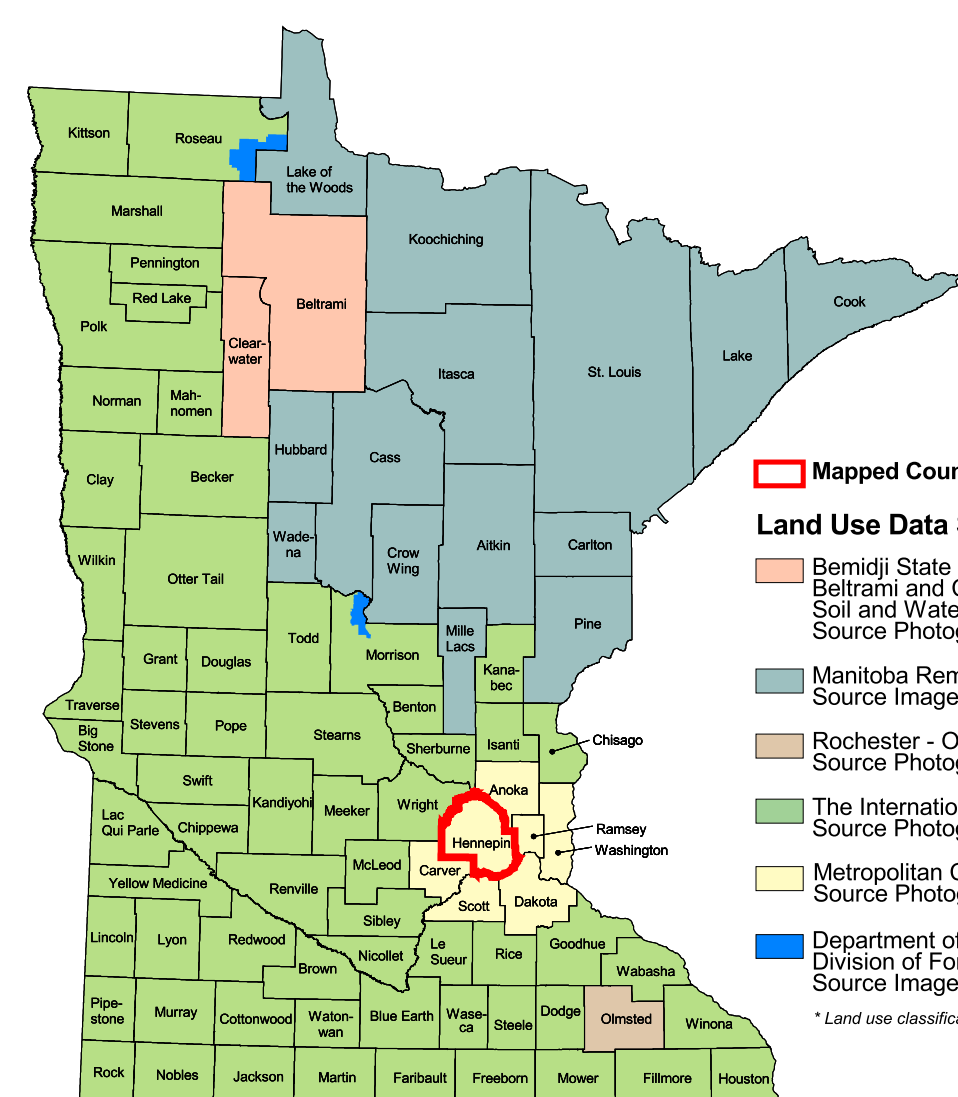 Kittson
Roseau
Lake of
the Woods
Marshall
Koochiching
Pennington
Red Lake
Beltrami
Cook
Polk
Clear-
water
Lake
Itasca
St. Louis
Norman
Mah-
nomen
Hubbard
Cass
Clay
Becker
Mapped Coun
Land Use Data
Wade-
na
Aitkin
Carlton
Crow
Wing
Wilkin
Otter Tail
Bemidji State
Beltrami and C
Soil and Wate
Source Photog
Todd
Mille
Lacs
Pine
Morrison
Grant
Douglas
Kana-
bec
Manitoba Rem
Source Image
Traverse
Stevens
Pope
Benton
Big
Stone
Stearns
Sherburne
Isanti
Chisago
Rochester - O
Source Photog
Swift
Kandiyohi
Meeker
Wright
Anoka
Lac
Qui Parle
Chippewa
Hennepin
Ramsey
Washington
The Internatio
Source Photog
McLeod
Carver
Yellow Medicine
Renville
Scott
Dakota
Metropolitan C
Source Photog
Sibley
Lincoln
Lyon
Redwood
Nicollet
Le
Sueur
Rice
Goodhue
Brown
Wabasha
Department of
Division of For
Source Image
Pipe-
stone
Murray
Cottonwood
Waton-
wan
Blue Earth
Wase-
ca
Steele
Dodge
Olmsted
Winona
* Land use classifica
Rock
Nobles
Jackson
Martin
Faribault
Freeborn
Mower
Fillmore
Houston